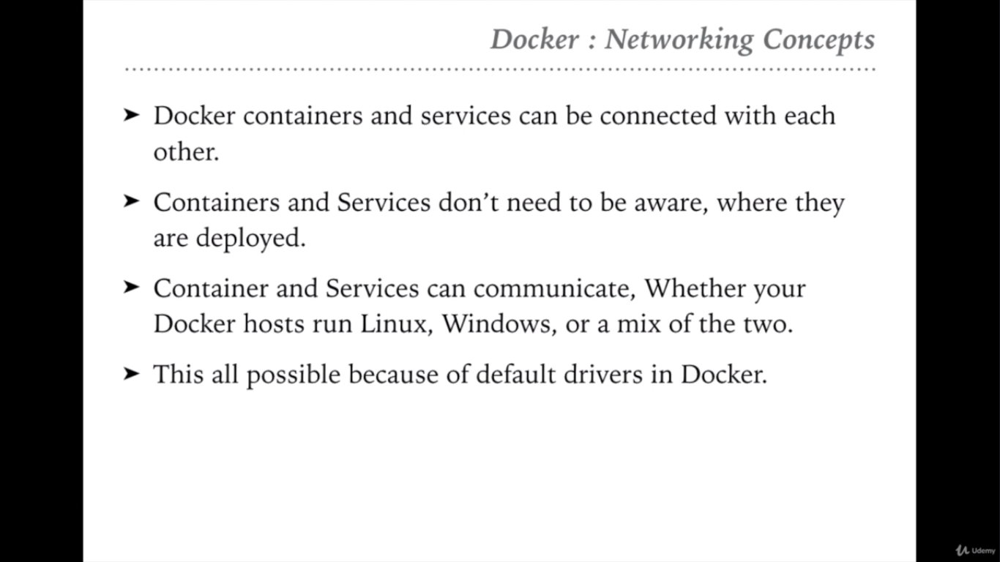 Docker : Networking Concepts
➤ Docker containers and services can be connected with each
other.
➤ Containers and Services don’t need to be aware, where they
are deployed.
➤ Container and Services can communicate, Whether your
Docker hosts run Linux, Windows, or a mix of the two.
➤ This all possible because of default drivers in Docker.
Udemy